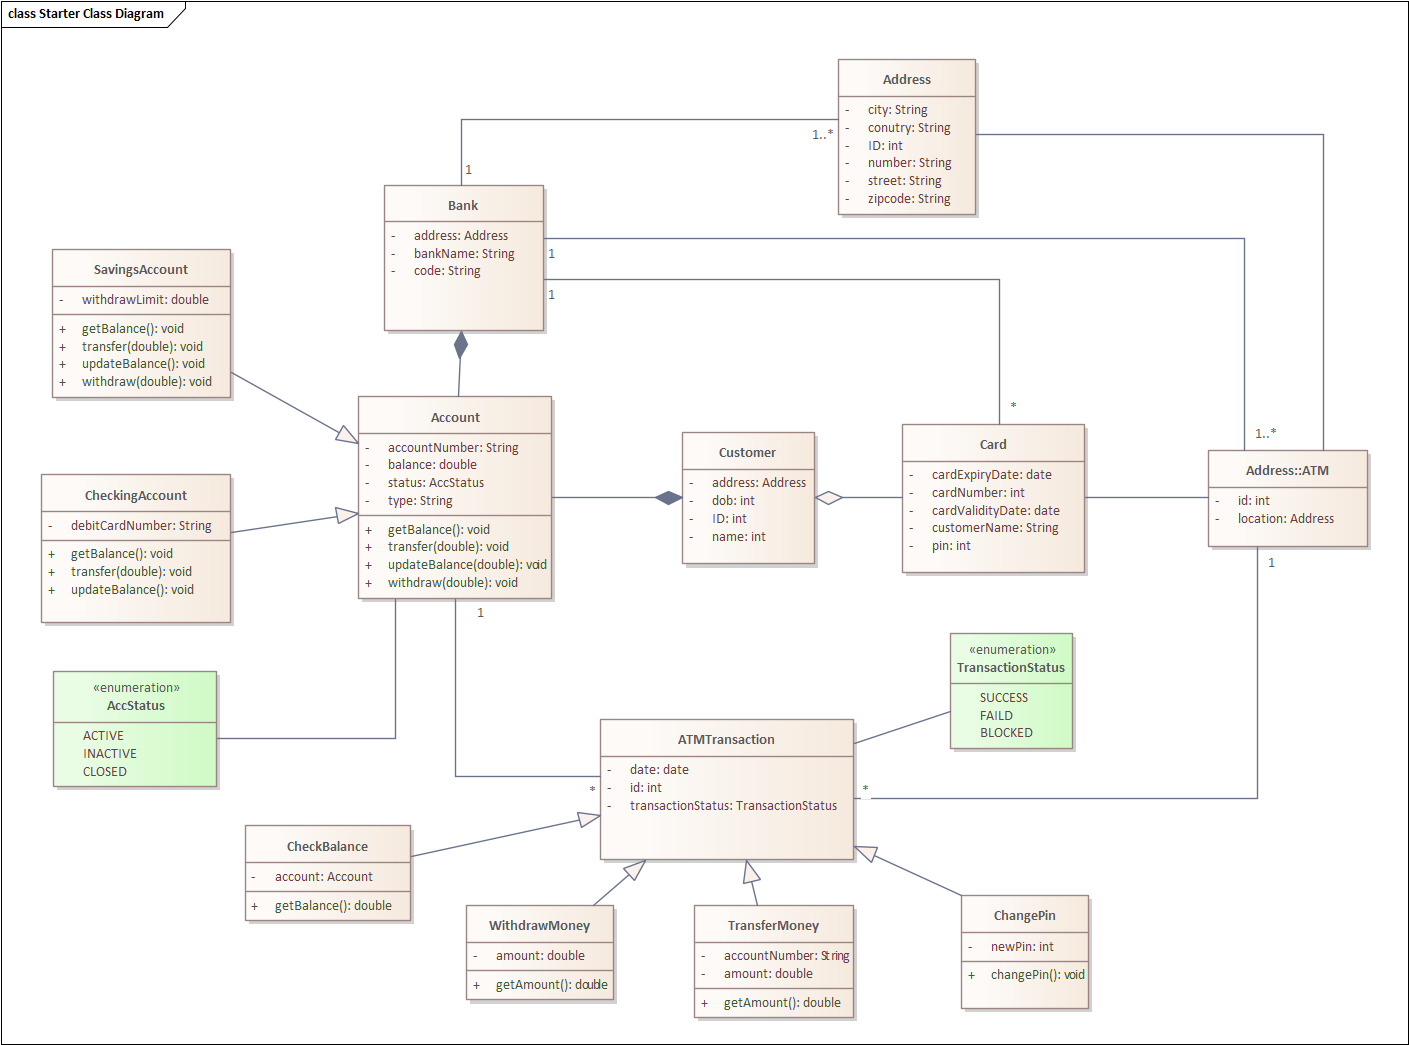 class Starter Class Diagram
Address
- city: String
- conutry: String
- ID: int
- number: String
- street: String
- zipcode: String
1..*
1
Bank
- address: Address
- bankName: String
- code: String
1
1
SavingsAccount
- withdrawLimit: double
+ getBalance(): void
+ transfer(double): void
+ updateBalance(): void
+ withdraw(double): void
Account
- accountNumber: String
- balance: double
- status: AccStatus
- type: String
+ getBalance(): void
+ transfer(double): void
+ updateBalance(double): void
+ withdraw(double): void
1
Customer
- address: Address
- dob: int
- ID: int
- name: int
*
Card
- cardExpiryDate: date
- cardNumber: int
- cardValidityDate: date
- customerName: String
- pin: int
1..*
Address::ATM
- id: int
- location: Address
1
CheckingAccount
- debitCardNumber: String
+ getBalance(): void
+ transfer(double): void
+ updateBalance(): void
«enumeration»
AccStatus
ACTIVE
INACTIVE
CLOSED
«enumeration»
TransactionStatus
SUCCESS
FAILD
BLOCKED
ATMTransaction
- date: date
- id: int
- transactionStatus: TransactionStatus
*
*
CheckBalance
- account: Account
+ getBalance(): double
WithdrawMoney
- amount: double
+ getAmount(): double
TransferMoney
- accountNumber: String
- amount: double
+ getAmount(): double
ChangePin
- newPin: int
+ changePin(): void